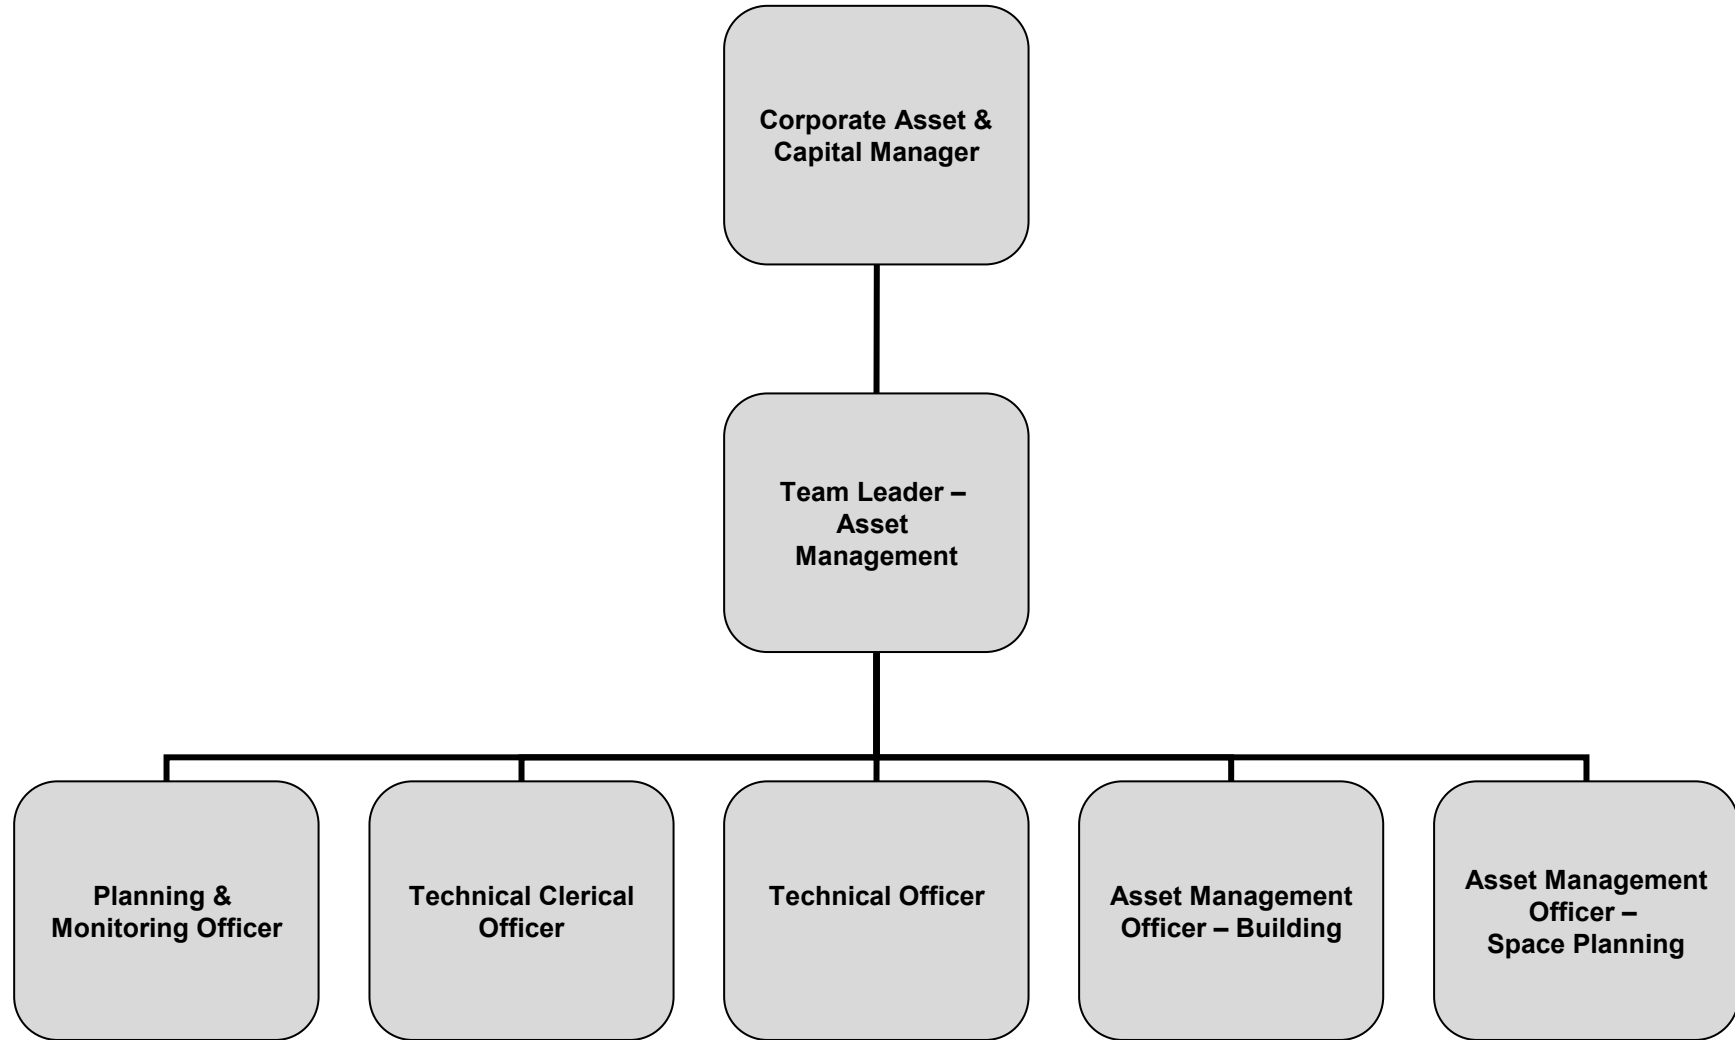 Corporate Asset &
Capital Manager
Team Leader –
Asset
Management
Planning &
Monitoring Officer
Technical Clerical
Officer
Technical Officer
Asset Management
Officer – Building
Asset Management
Officer –
Space Planning